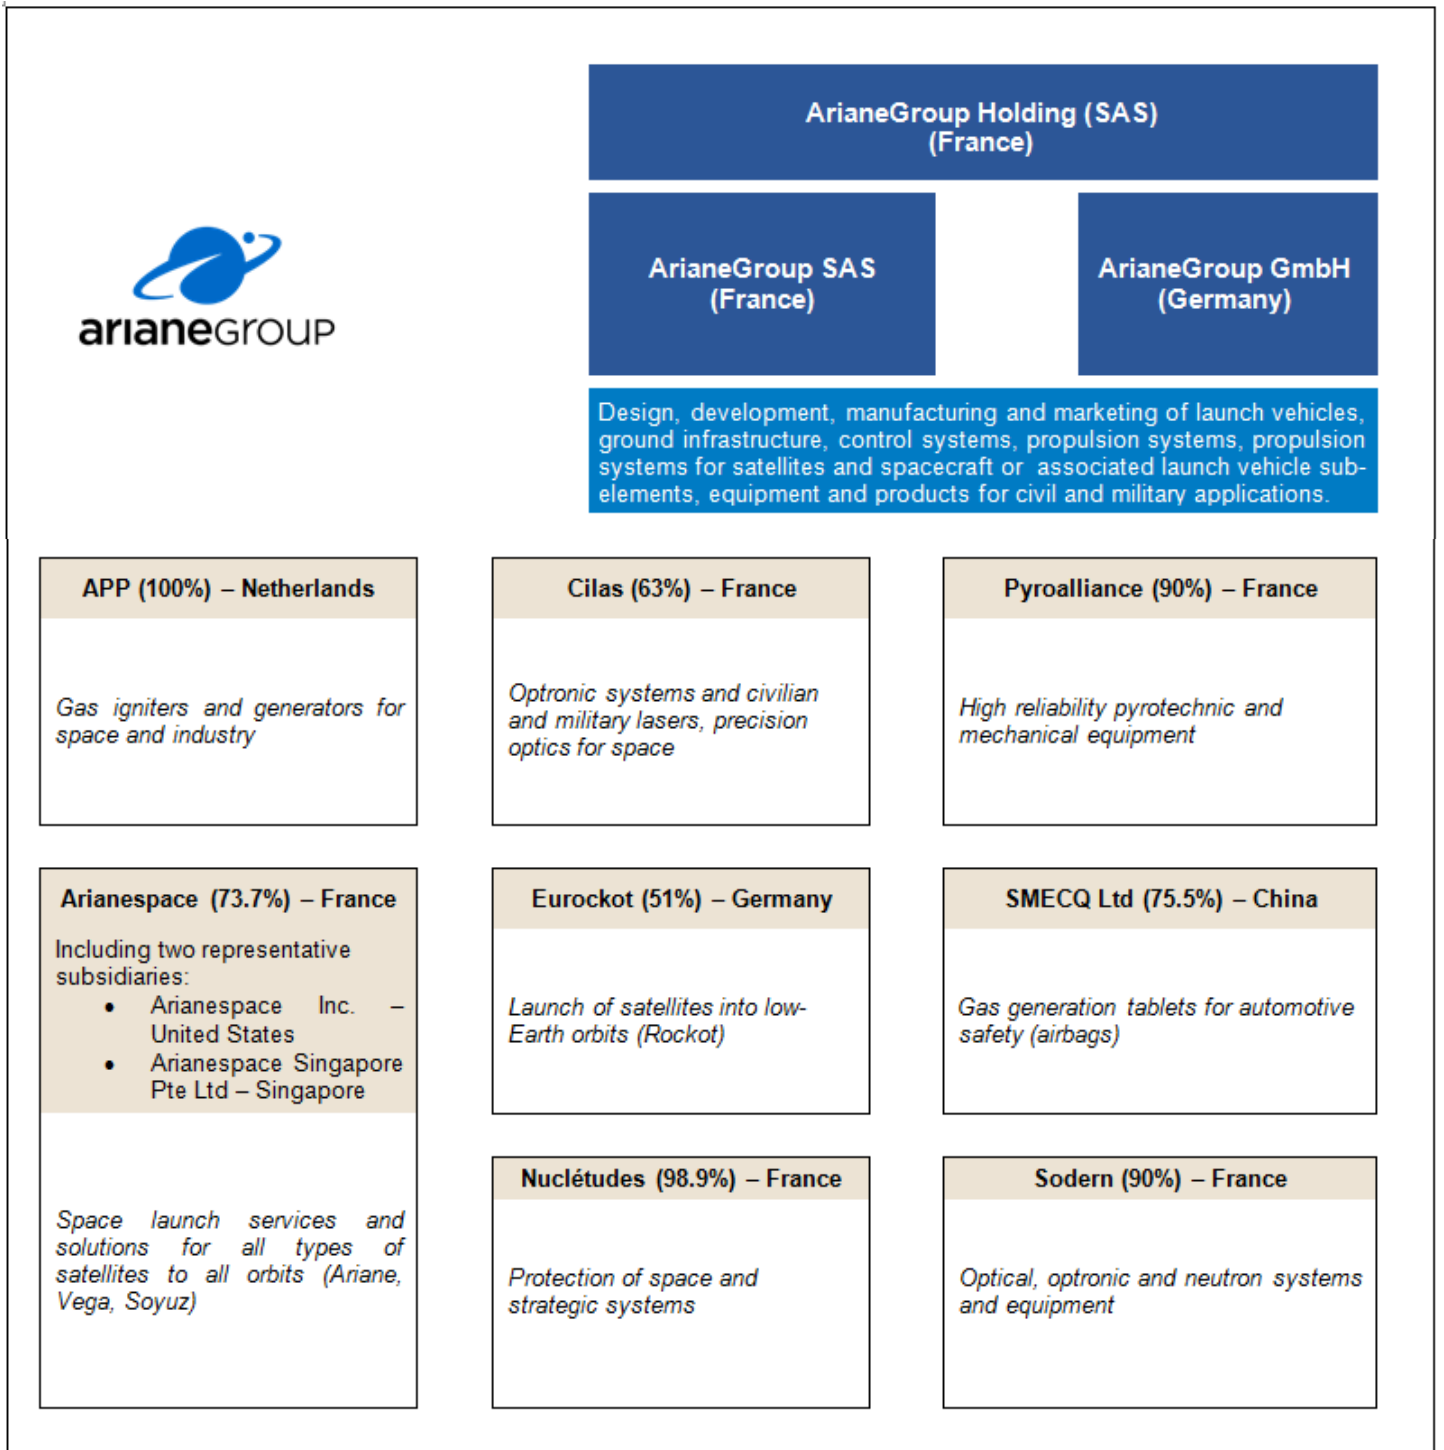 ArianeGroup Holding (SAS)
(France)
arianeGROUP
ArianeGroup SAS
(France)
ArianeGroup GmbH
(Germany)
Design, development, manufacturing and marketing of launch vehicles,
ground infrastructure, control systems, propulsion systems, propulsion
systems for satellites and spacecraft or associated launch vehicle sub-
elements, equipment and products for civil and military applications.
APP (100%) – Netherlands
Gas igniters and generators for
space and industry
Cilas (63%) – France
Optronic systems and civilian
and military lasers, precision
optics for space
Pyroalliance (90%) – France
High reliability pyrotechnic and
mechanical equipment
Arianespace (73.7%) – France
Including two representative
subsidiaries:
• Arianespace Inc. –
United States
• Arianespace Singapore
Pte Ltd – Singapore
Space launch services and
solutions for all types of
satellites to all orbits (Ariane,
Vega, Soyuz)
Eurockot (51%) – Germany
Launch of satellites into low-
Earth orbits (Rockot)
SMECQ Ltd (75.5%) – China
Gas generation tablets for automotive
safety (airbags)
Nuclétudes (98.9%) – France
Protection of space and
strategic systems
Sodern (90%) – France
Optical, optronic and neutron systems
and equipment